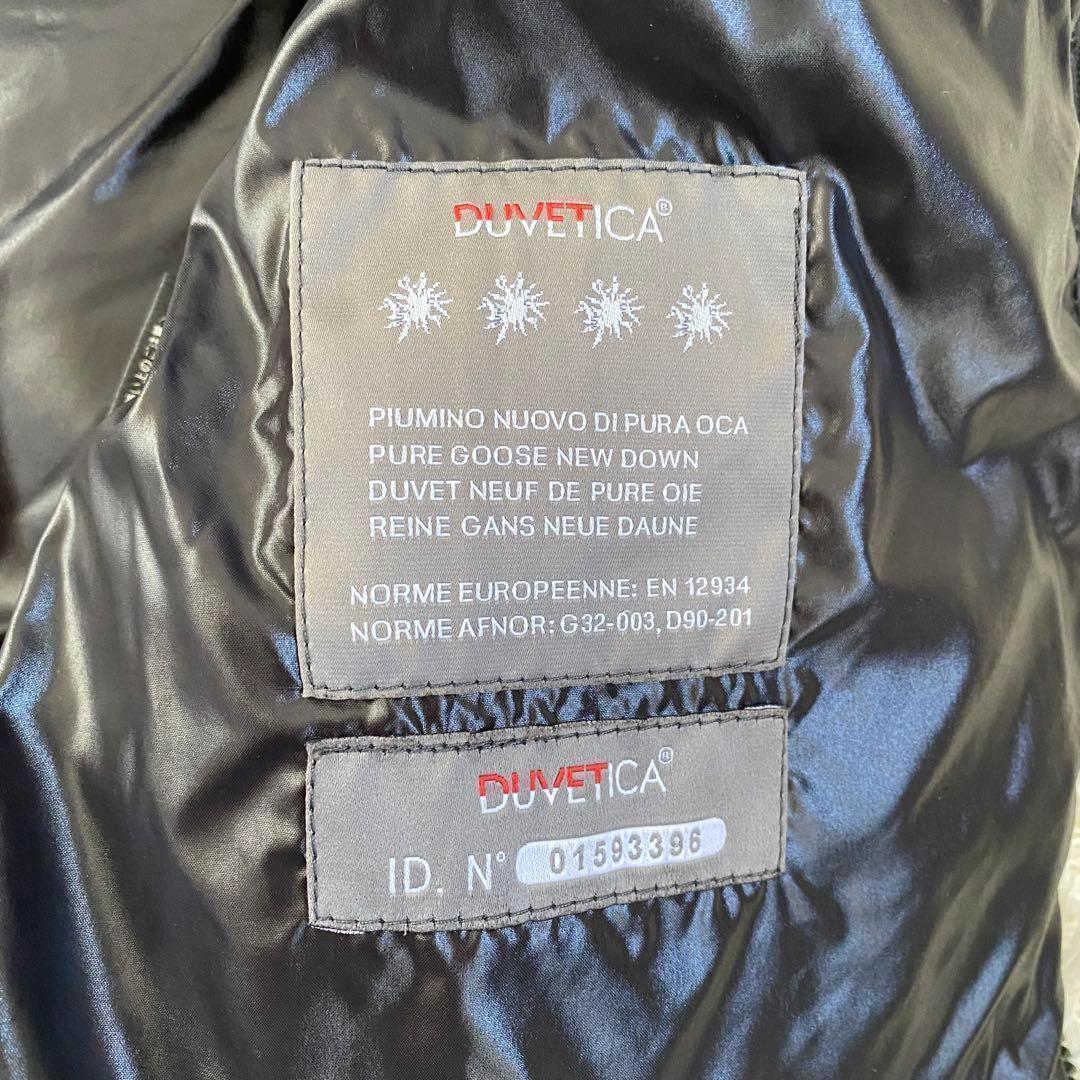 DUVETICA®
PIUMINO NUOVO DI PURA OCA
PURE GOOSE NEW DOWN
DUVET NEUF DE PURE OIE
REINE GANS NEUE DAUNE
NORME EUROPEENNE: EN 12934
NORME AFNOR: G32-003, D90-201
DUVETICA®
ID. N° 01593396